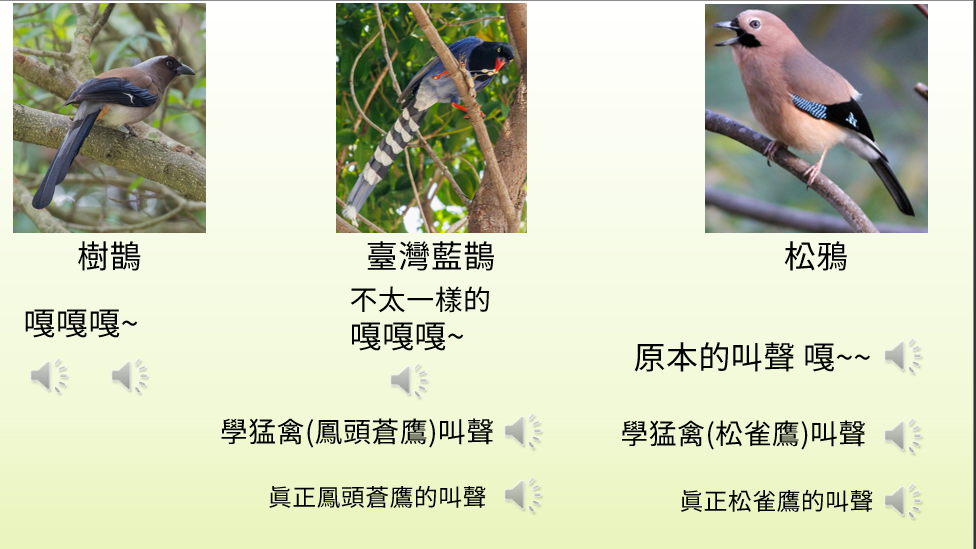 樹鵲
臺灣藍鵲
松鴉
嘎嘎嘎~
不太一樣的
嘎嘎嘎~
原本的叫聲 嘎~~
學猛禽(鳳頭蒼鷹)叫聲
學猛禽(松雀鷹)叫聲
真正鳳頭蒼鷹的叫聲
真正松雀鷹的叫聲